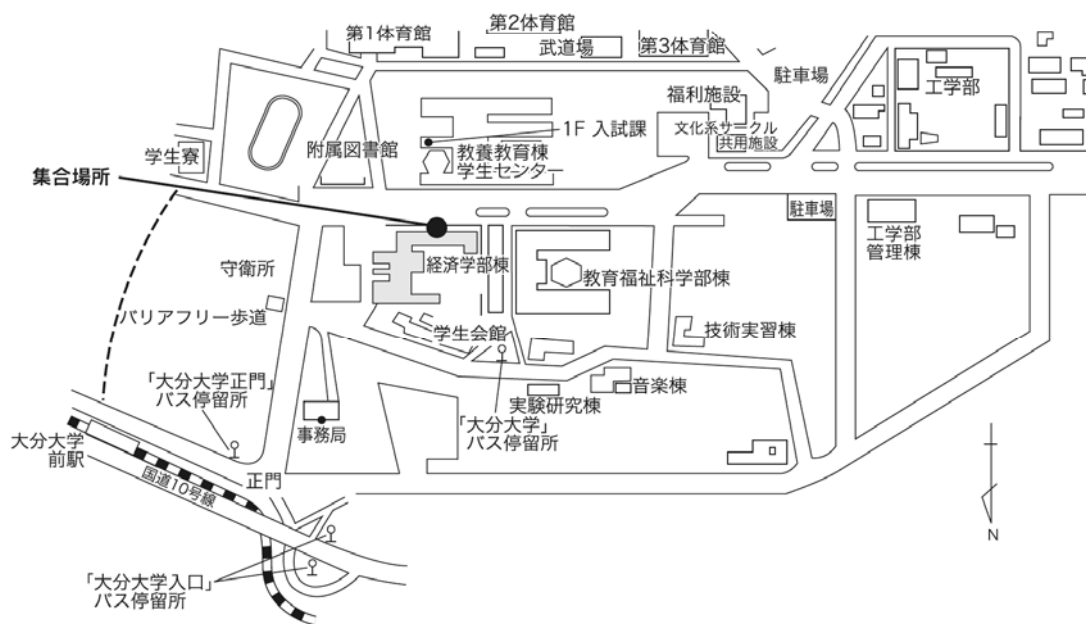 第1体育館
第2体育館
武道場
第3体育館
駐車場
工学部
福利施設
文化系サークル
共用施設
1F 入試課
附属図書館
教養教育棟
学生センター
学生寮
集合場所
駐車場
工学部
管理棟
経済学部棟
教育福祉科学部棟
守衛所
バリアフリー歩道
学生会館
技術実習棟
「大分大学正門」
バス停留所
実験研究棟
音楽棟
「大分大学」
バス停留所
事務局
大分大学
前駅
正門
国道10号線
N
「大分大学入口」
バス停留所